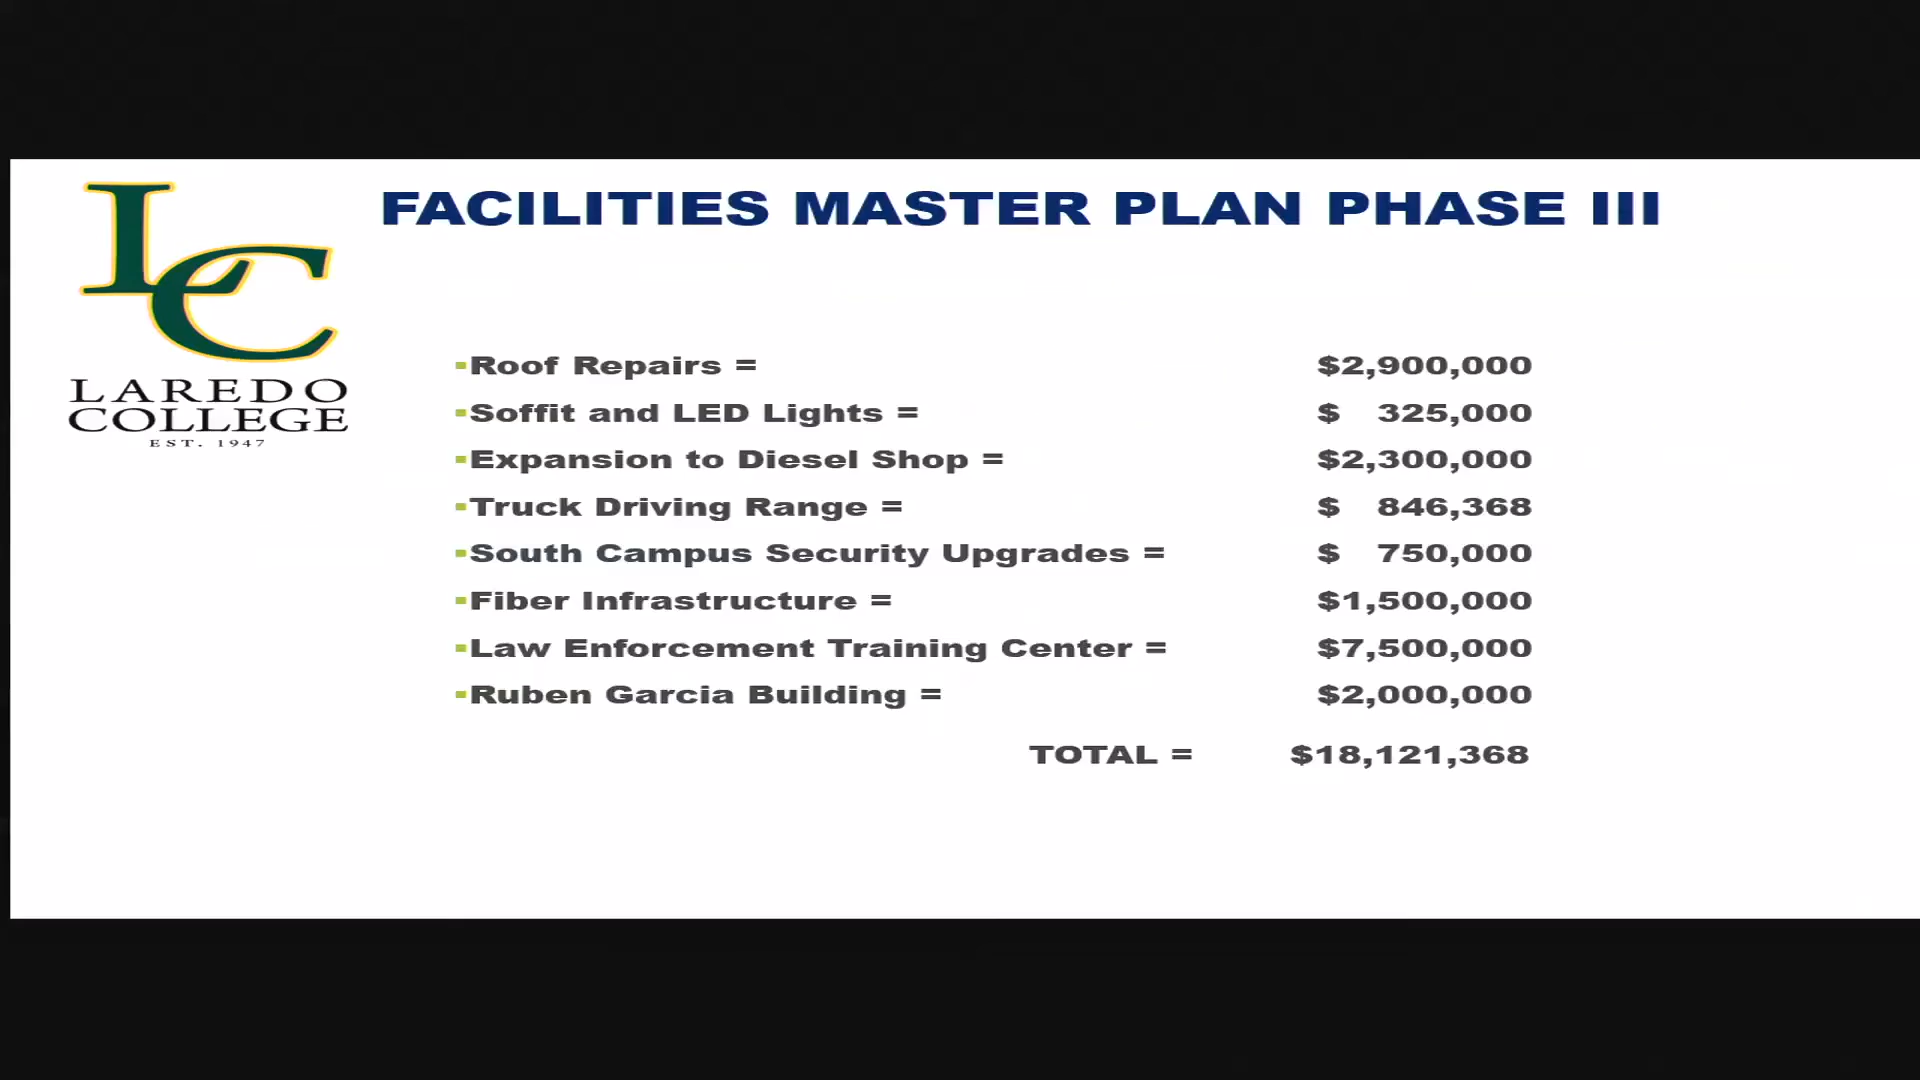 LC
LAREDO
COLLEGE
EST. 1947
FACILITIES MASTER PLAN PHASE III
▪Roof Repairs = $2,900,000
▪Soffit and LED Lights = $ 325,000
▪Expansion to Diesel Shop = $2,300,000
▪Truck Driving Range = $ 846,368
▪South Campus Security Upgrades = $ 750,000
▪Fiber Infrastructure = $1,500,000
▪Law Enforcement Training Center = $7,500,000
▪Ruben Garcia Building = $2,000,000
TOTAL = $18,121,368